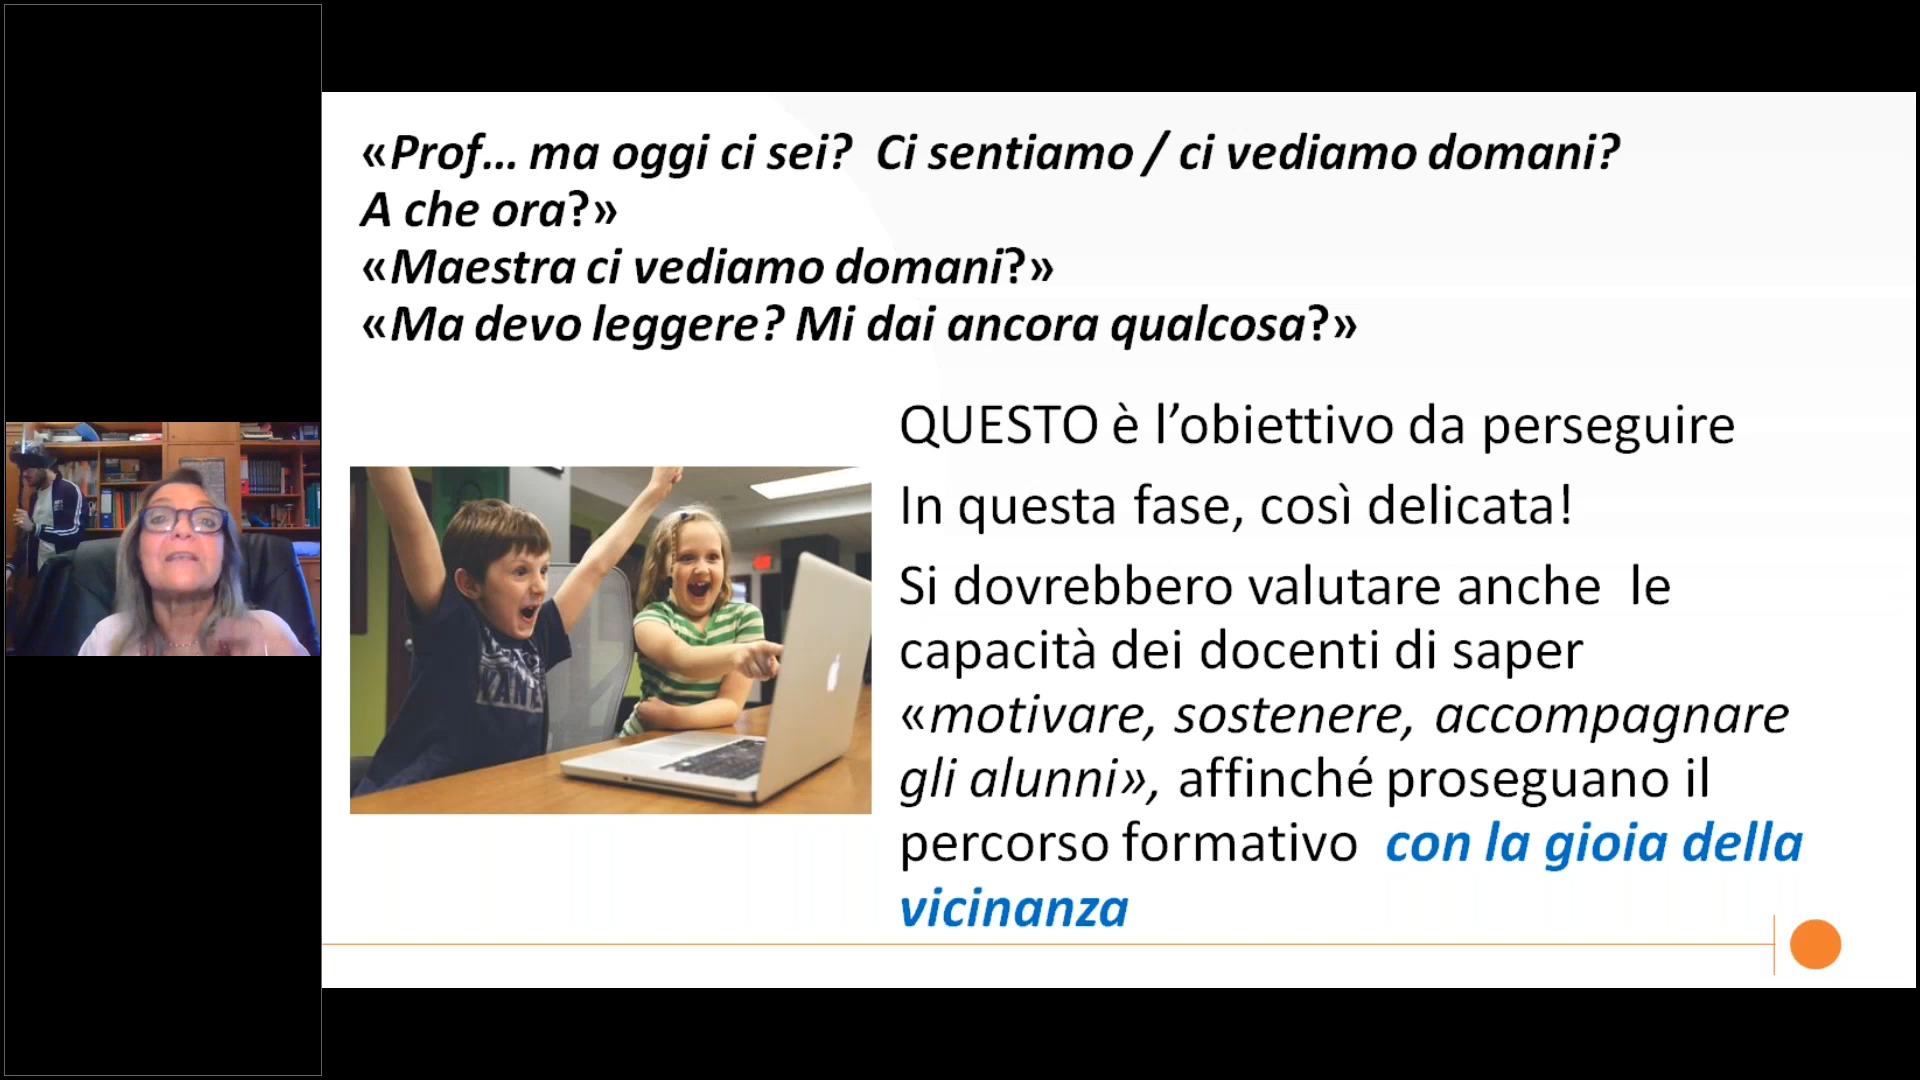 «Prof... ma oggi ci sei?  Ci sentiamo / ci vediamo domani?
A che ora?»
«Maestra ci vediamo domani?»
«Ma devo leggere? Mi dai ancora qualcosa?»
QUESTO è l’obiettivo da perseguire
In questa fase, così delicata!
Si dovrebbero valutare anche  le
capacità dei docenti di saper
«motivare, sostenere, accompagnare
gli alunni», affinché proseguano il
percorso formativo  con la gioia della
vicinanza